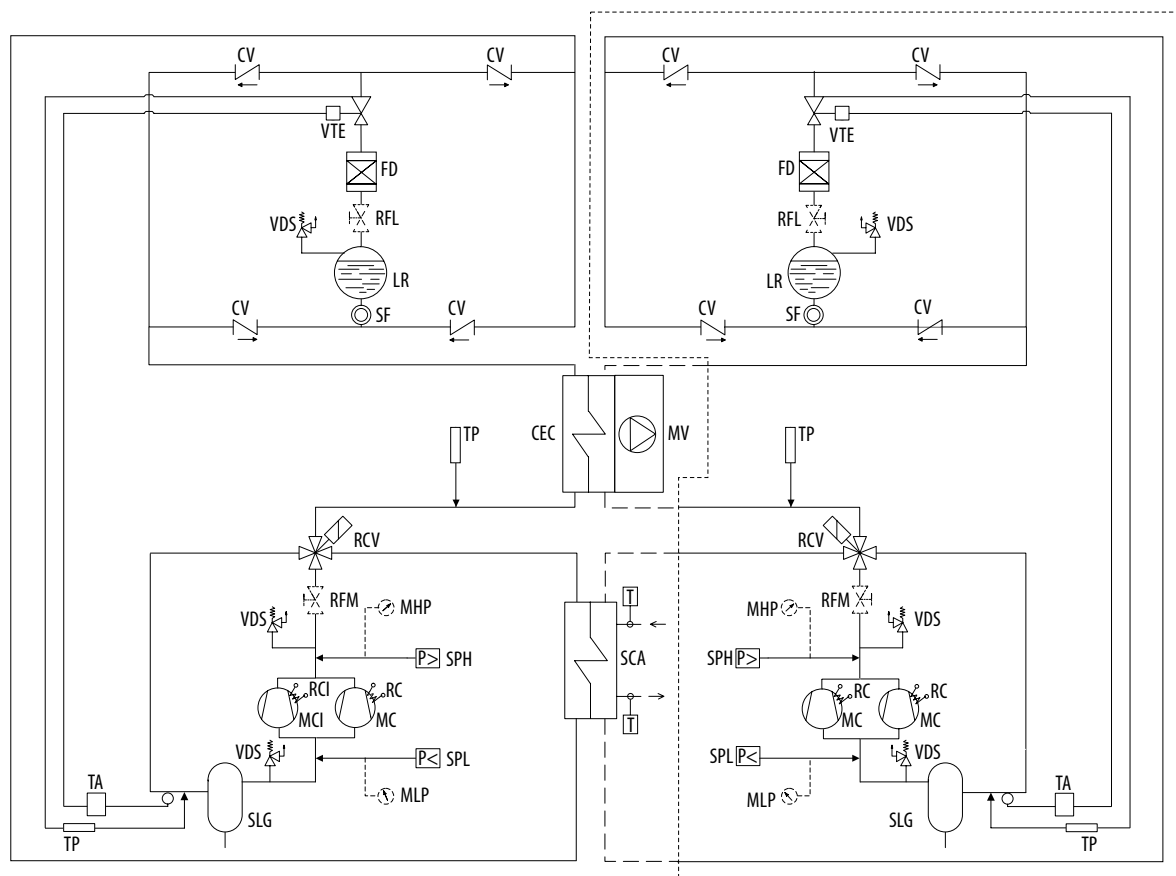 CV CV CV CV
VTE VTE
FD FD
RFL RFL
VDS VDS
LR LR
CV CV SF SF CV CV
CEC MV
TP TP
RCV RCV
RFM RFM
VDS MHP T MHP VDS
P> SPH SCA SPH P>
RCI RC RC RC
MCI MC MC MC
T
VDS P< SPL SPL P< VDS
TA MLP MLP TA
SLG SLG
TP TP